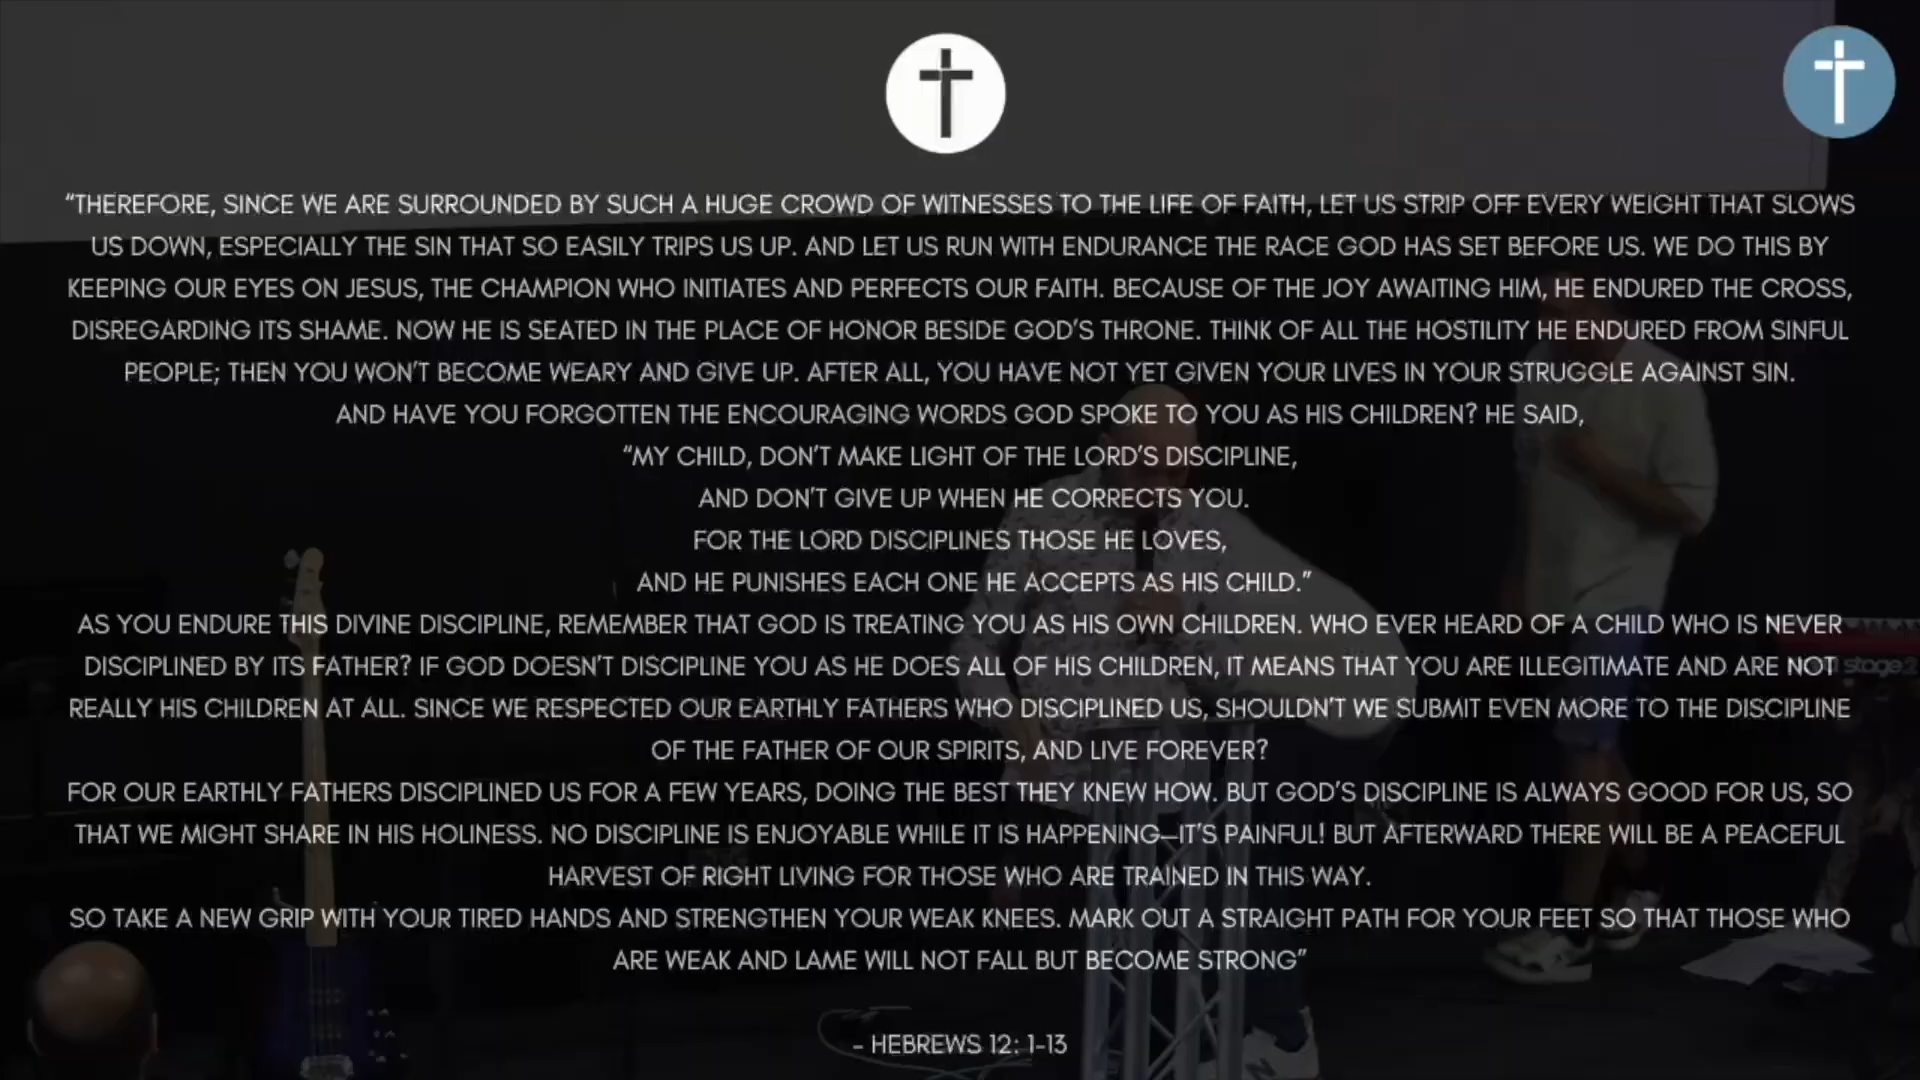 “THEREFORE, SINCE WE ARE SURROUNDED BY SUCH A HUGE CROWD OF WITNESSES TO THE LIFE OF FAITH, LET US STRIP OFF EVERY WEIGHT THAT SLOWS
US DOWN, ESPECIALLY THE SIN THAT SO EASILY TRIPS US UP. AND LET US RUN WITH ENDURANCE THE RACE GOD HAS SET BEFORE US. WE DO THIS BY
KEEPING OUR EYES ON JESUS, THE CHAMPION WHO INITIATES AND PERFECTS OUR FAITH. BECAUSE OF THE JOY AWAITING HIM, HE ENDURED THE CROSS,
DISREGARDING ITS SHAME. NOW HE IS SEATED IN THE PLACE OF HONOR BESIDE GOD’S THRONE. THINK OF ALL THE HOSTILITY HE ENDURED FROM SINFUL
PEOPLE; THEN YOU WON’T BECOME WEARY AND GIVE UP. AFTER ALL, YOU HAVE NOT YET GIVEN YOUR LIVES IN YOUR STRUGGLE AGAINST SIN.
AND HAVE YOU FORGOTTEN THE ENCOURAGING WORDS GOD SPOKE TO YOU AS HIS CHILDREN? HE SAID,
“MY CHILD, DON’T MAKE LIGHT OF THE LORD’S DISCIPLINE,
AND DON’T GIVE UP WHEN HE CORRECTS YOU.
FOR THE LORD DISCIPLINES THOSE HE LOVES,
AND HE PUNISHES EACH ONE HE ACCEPTS AS HIS CHILD.”
AS YOU ENDURE THIS DIVINE DISCIPLINE, REMEMBER THAT GOD IS TREATING YOU AS HIS OWN CHILDREN. WHO EVER HEARD OF A CHILD WHO IS NEVER
DISCIPLINED BY ITS FATHER? IF GOD DOESN’T DISCIPLINE YOU AS HE DOES ALL OF HIS CHILDREN, IT MEANS THAT YOU ARE ILLEGITIMATE AND ARE NOT
REALLY HIS CHILDREN AT ALL. SINCE WE RESPECTED OUR EARTHLY FATHERS WHO DISCIPLINED US, SHOULDN’T WE SUBMIT EVEN MORE TO THE DISCIPLINE
OF THE FATHER OF OUR SPIRITS, AND LIVE FOREVER?
FOR OUR EARTHLY FATHERS DISCIPLINED US FOR A FEW YEARS, DOING THE BEST THEY KNEW HOW. BUT GOD’S DISCIPLINE IS ALWAYS GOOD FOR US, SO
THAT WE MIGHT SHARE IN HIS HOLINESS. NO DISCIPLINE IS ENJOYABLE WHILE IT IS HAPPENING—IT’S PAINFUL! BUT AFTERWARD THERE WILL BE A PEACEFUL
HARVEST OF RIGHT LIVING FOR THOSE WHO ARE TRAINED IN THIS WAY.
SO TAKE A NEW GRIP WITH YOUR TIRED HANDS AND STRENGTHEN YOUR WEAK KNEES. MARK OUT A STRAIGHT PATH FOR YOUR FEET SO THAT THOSE WHO
ARE WEAK AND LAME WILL NOT FALL BUT BECOME STRONG”
- HEBREWS 12: 1-13
stage 2